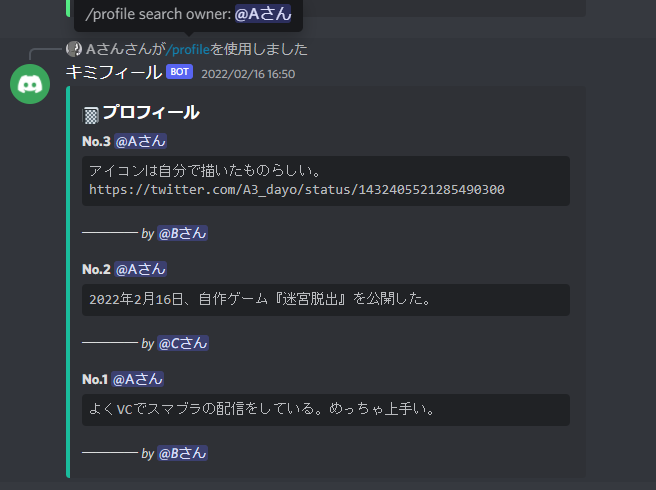 /profile search owner: @Aさん
Aさんさんが/profileを使用しました
キミフィール BOT 2022/02/16 16:50
プロフィール
No.3 @Aさん
アイコンは自分で描いたものらしい。
https://twitter.com/A3_dayo/status/1432405521285490300
by @Bさん
No.2 @Aさん
2022年2月16日、自作ゲーム『迷宮脱出』を公開した。
by @Cさん
No.1 @Aさん
よくVCでスマブラの配信をしている。めっちゃ上手い。
by @Bさん